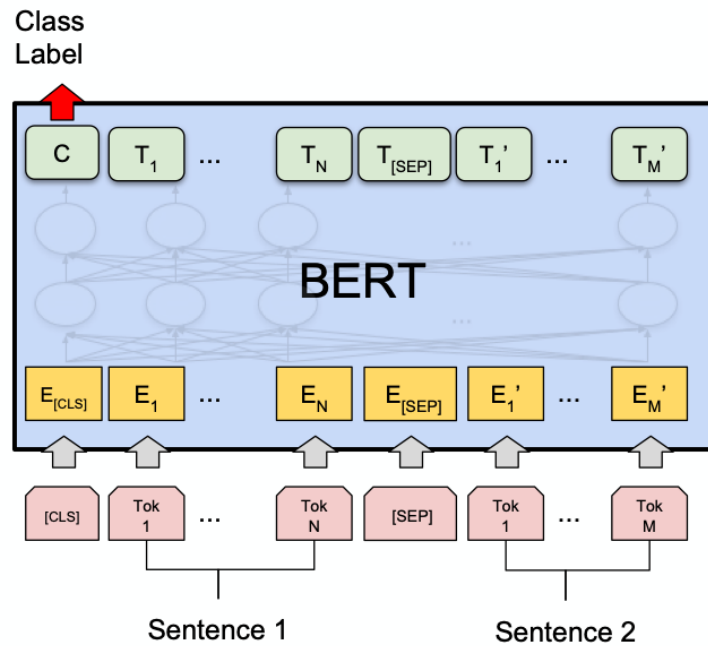 Class
Label
C T1 ... TN T[SEP] T1’ ... TM’
...
BERT
...
E[CLS] E1 ... EN E[SEP] E1’ ... EM’
[CLS] Tok 1 ... Tok N [SEP] Tok 1 ... Tok M
Sentence 1 Sentence 2